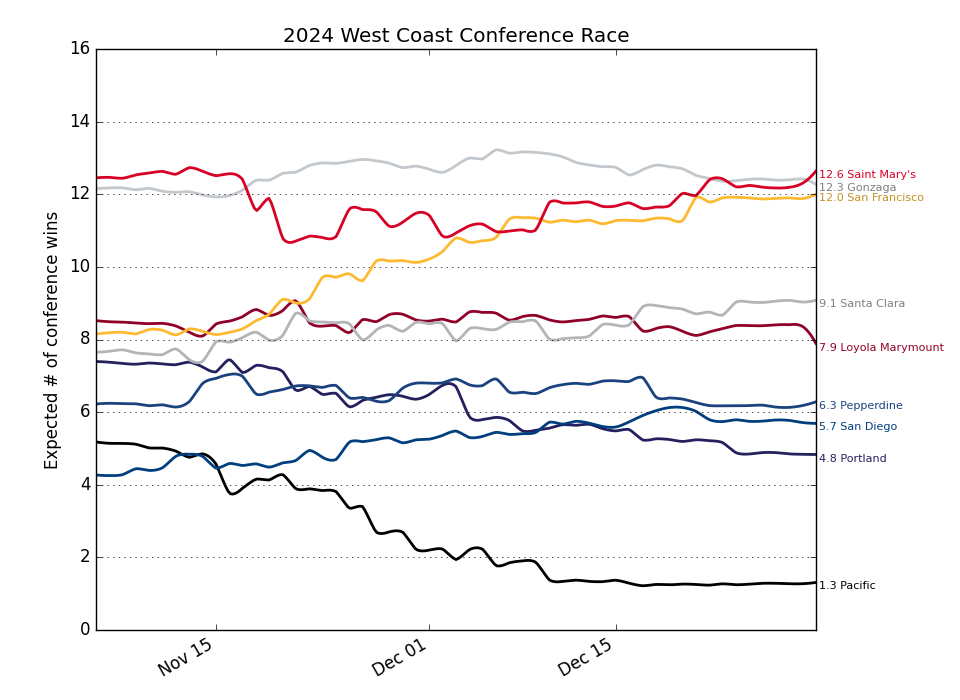 2024 West Coast Conference Race
Expected # of conference wins
16
14
12
10
8
6
4
2
0
Nov 15
Dec 01
Dec 15
12.6 Saint Mary's
12.3 Gonzaga
12.0 San Francisco
9.1 Santa Clara
7.9 Loyola Marymount
6.3 Pepperdine
5.7 San Diego
4.8 Portland
1.3 Pacific